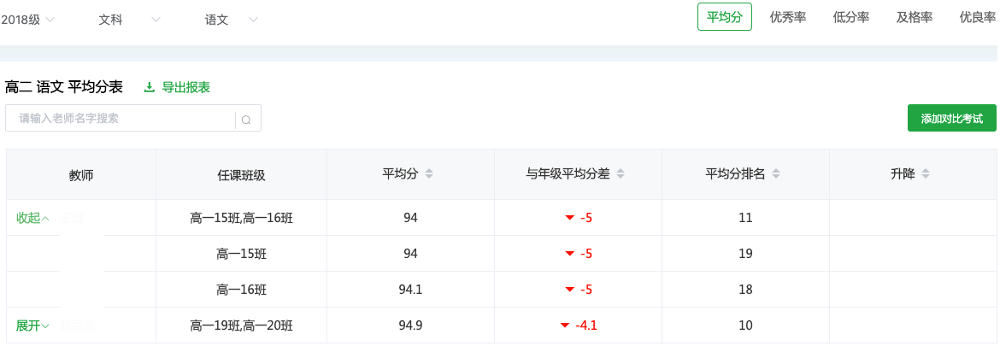 2018级 文科 语文 平均分 优秀率 低分率 及格率 优良率
高二 语文 平均分表 导出报表
请输入老师名字搜索 添加对比考试
教师 任课班级 平均分 与年级平均分差 平均分排名 升降
收起 高一15班,高一16班 94 -5 11
高一15班 94 -5 19
高一16班 94.1 -5 18
展开 高一19班,高一20班 94.9 -4.1 10